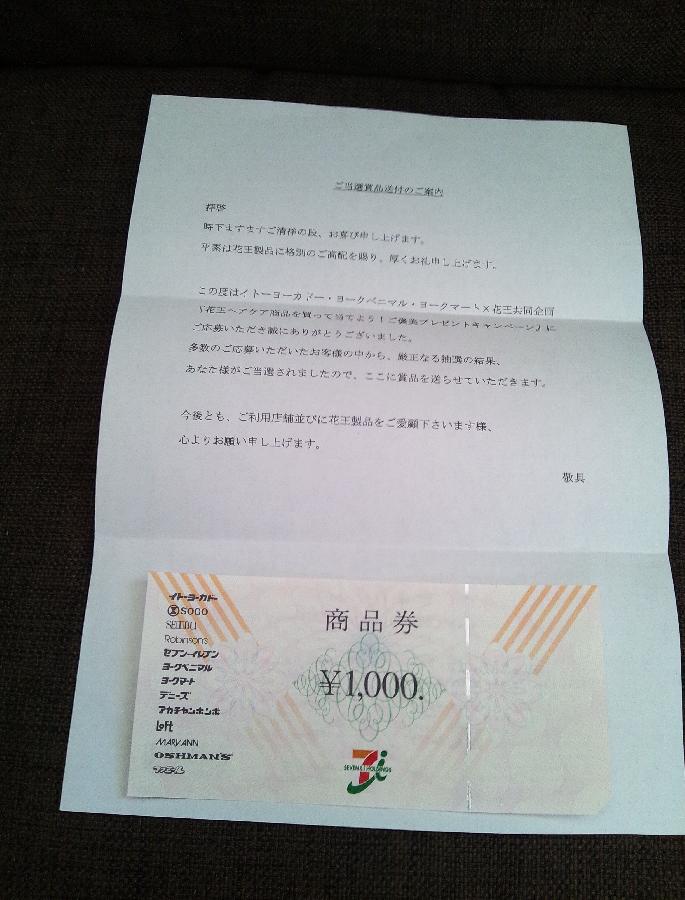 ご当選賞品送付のご案内
拝啓
時下ますますご清祥の段、お喜び申し上げます。
平素は花王製品に格別のご高配を賜り、厚くお礼申し上げます。
この度はイトーヨーカドー・ヨークベニマル・ヨークマート×花王共同企画
『花王ヘアケア商品を買って当てよう！ご褒美プレゼントキャンペーン』に
ご応募いただき誠にありがとうございました。
多数のご応募いただいたお客様の中から、厳正なる抽選の結果、
あなた様がご当選されましたので、ここに賞品を送らせていただきます。
今後とも、ご利用店舗並びに花王製品をご愛顧下さいます様、
心よりお願い申し上げます。
敬具
商品券
¥1,000.
イトーヨーカドー
SOGO
SEIBU
Robinson's
セブン-イレブン
ヨークベニマル
ヨークマート
デニーズ
アカチャンホンポ
Loft
MARY ANN
OSHMAN'S
ファミール
SEVEN & I HOLDINGS